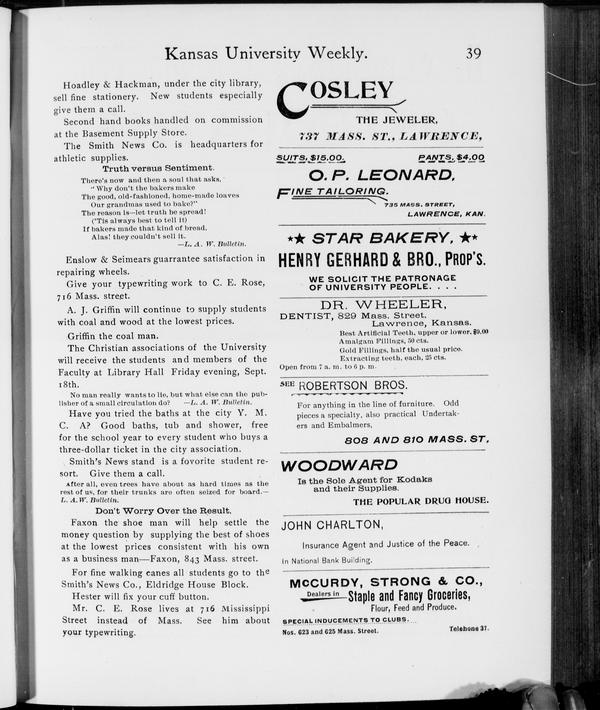 Kansas University Weekly. 39
Hoadley & Hackman, under the city library,
sell fine stationery. New students especially
give them a call.
Second hand books handled on commission
at the Basement Supply Store.
The Smith News Co. is headquarters for
athletic supplies.
Truth versus Sentiment.
There's now and then a soul that asks,
"Why don't the bakers make
The good, old-fashioned, home-made loaves
Our grandmas used to bake?"
The reason is—let truth be spread!
('Tis always best to tell it)
If bakers made that kind of bread,
Alas! they couldn't sell it.
—L. A. W. Bulletin.
Enslow & Seimears guarrantee satisfaction in
repairing wheels.
Give your typewriting work to C. E. Rose,
716 Mass. street.
A. J. Griffin will continue to supply students
with coal and wood at the lowest prices.
Griffin the coal man.
The Christian associations of the University
will receive the students and members of the
Faculty at Library Hall Friday evening, Sept.
18th.
No man really wants to lie, but what else can the pub-
lisher of a small circulation do? —L. A. W. Bulletin.
Have you tried the baths at the city Y. M.
C. A? Good baths, tub and shower, free
for the school year to every student who buys a
three-dollar ticket in the city association.
Smith's News stand is a fovorite student re-
sort. Give them a call.
After all, even trees have about as hard times as the
rest of us, for their trunks are often seized for board.—
L. A. W. Bulletin.
Don't Worry Over the Result.
Faxon the shoe man will help settle the
money question by supplying the best of shoes
at the lowest prices consistent with his own
as a business man—Faxon, 843 Mass. street.
For fine walking canes all students go to the
Smith's News Co., Eldridge House Block.
Hester will fix your cuff button.
Mr. C. E. Rose lives at 716 Mississippi
Street instead of Mass. See him about
your typewriting.
COSLEY
THE JEWELER,
737 MASS. ST., LAWRENCE,
SUITS, $15.00. PANTS, $4.00
O. P. LEONARD,
FINE TAILORING.
735 MASS. STREET,
LAWRENCE, KAN.
★★ STAR BAKERY, ★★
HENRY GERHARD & BRO., PROP'S.
WE SOLICIT THE PATRONAGE
OF UNIVERSITY PEOPLE. . . .
DR. WHEELER,
DENTIST, 829 Mass. Street,
Lawrence, Kansas.
Best Artificial Teeth, upper or lower, $9.00
Amalgam Fillings, 50 cts.
Gold Fillings, half the usual price.
Extracting teeth, each, 25 cts.
Open from 7 a. m. to 6 p. m.
SEE ROBERTSON BROS.
For anything in the line of furniture. Odd
pieces a specialty, also practical Undertak-
ers and Embalmers,
808 AND 810 MASS. ST,
WOODWARD
Is the Sole Agent for Kodaks
and their Supplies.
THE POPULAR DRUG HOUSE.
JOHN CHARLTON,
Insurance Agent and Justice of the Peace.
In National Bank Building.
MCCURDY, STRONG & CO.,
Dealers in Staple and Fancy Groceries,
Flour, Feed and Produce.
SPECIAL INDUCEMENTS TO CLUBS...
Nos. 623 and 625 Mass. Street. Telehone 37.